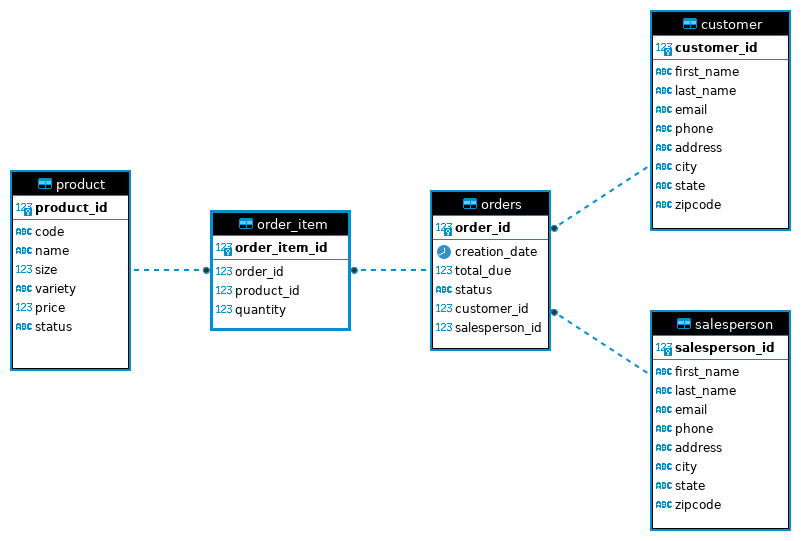 product
123 product_id
ABC code
ABC name
123 size
ABC variety
123 price
ABC status
order_item
123 order_item_id
123 order_id
123 product_id
123 quantity
orders
123 order_id
creation_date
123 total_due
ABC status
123 customer_id
123 salesperson_id
customer
123 customer_id
ABC first_name
ABC last_name
ABC email
ABC phone
ABC address
ABC city
ABC state
ABC zipcode
salesperson
123 salesperson_id
ABC first_name
ABC last_name
ABC email
ABC phone
ABC address
ABC city
ABC state
ABC zipcode